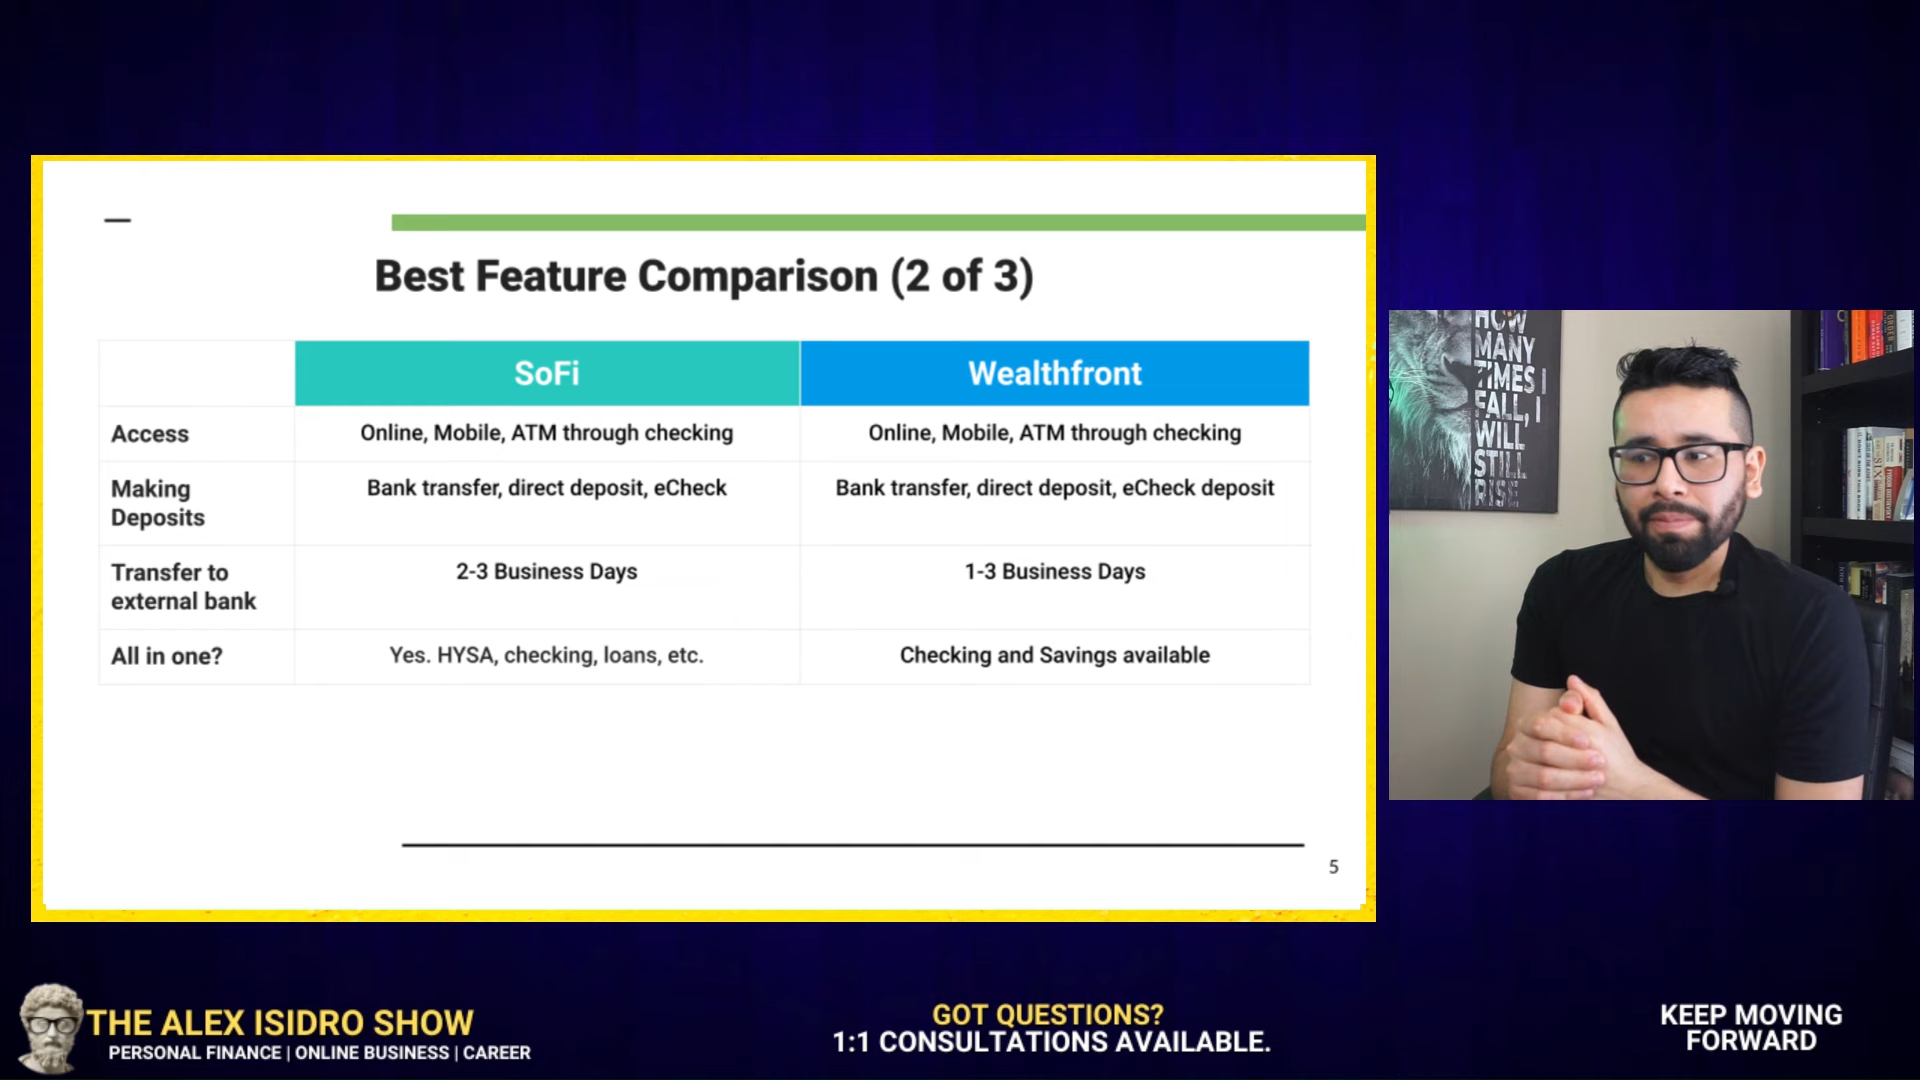 Best Feature Comparison (2 of 3)
SoFi
Wealthfront
Access
Online, Mobile, ATM through checking
Online, Mobile, ATM through checking
Making
Deposits
Bank transfer, direct deposit, eCheck
Bank transfer, direct deposit, eCheck deposit
Transfer to
external bank
2-3 Business Days
1-3 Business Days
All in one?
Yes. HYSA, checking, loans, etc.
Checking and Savings available
5
HOW
MANY
TIMES I
FALL, I
WILL
STILL
RISE
THE ALEX ISIDRO SHOW
PERSONAL FINANCE | ONLINE BUSINESS | CAREER
GOT QUESTIONS?
1:1 CONSULTATIONS AVAILABLE.
KEEP MOVING
FORWARD